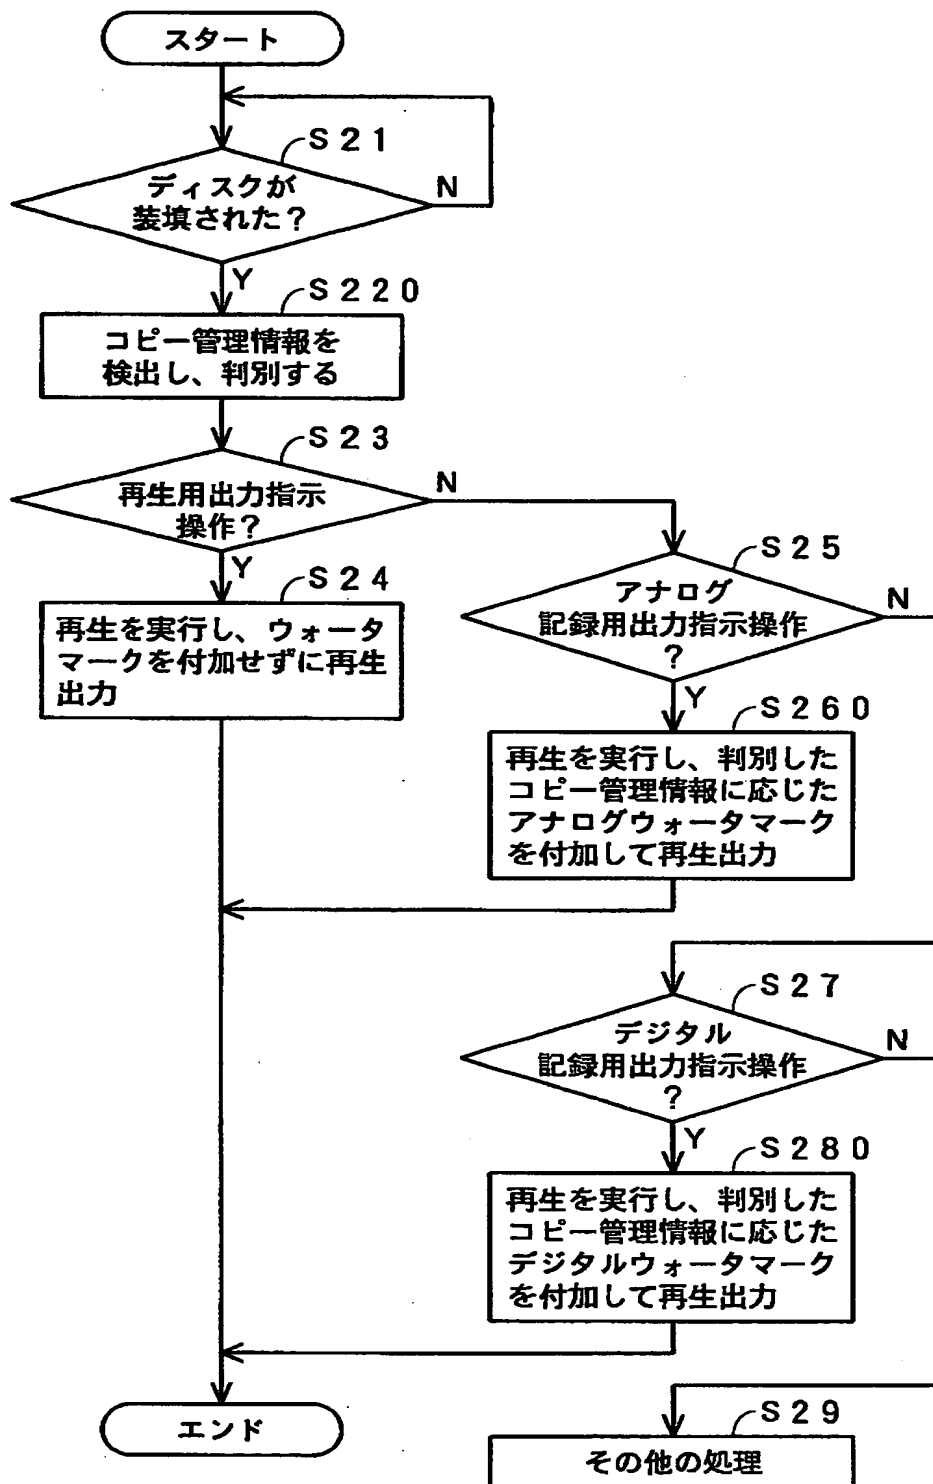 スタート
S21
ディスクが
装填された?
N
Y
S220
コピー管理情報を
検出し、判別する
S23
再生用出力指示
操作?
N
Y
S24
再生を実行し、ウォータ
マークを付加せずに再生
出力
S25
アナログ
記録用出力指示操作
?
N
Y
S260
再生を実行し、判別した
コピー管理情報に応じた
アナログウォータマーク
を付加して再生出力
S27
デジタル
記録用出力指示操作
?
N
Y
S280
再生を実行し、判別した
コピー管理情報に応じた
デジタルウォータマーク
を付加して再生出力
エンド
S29
その他の処理